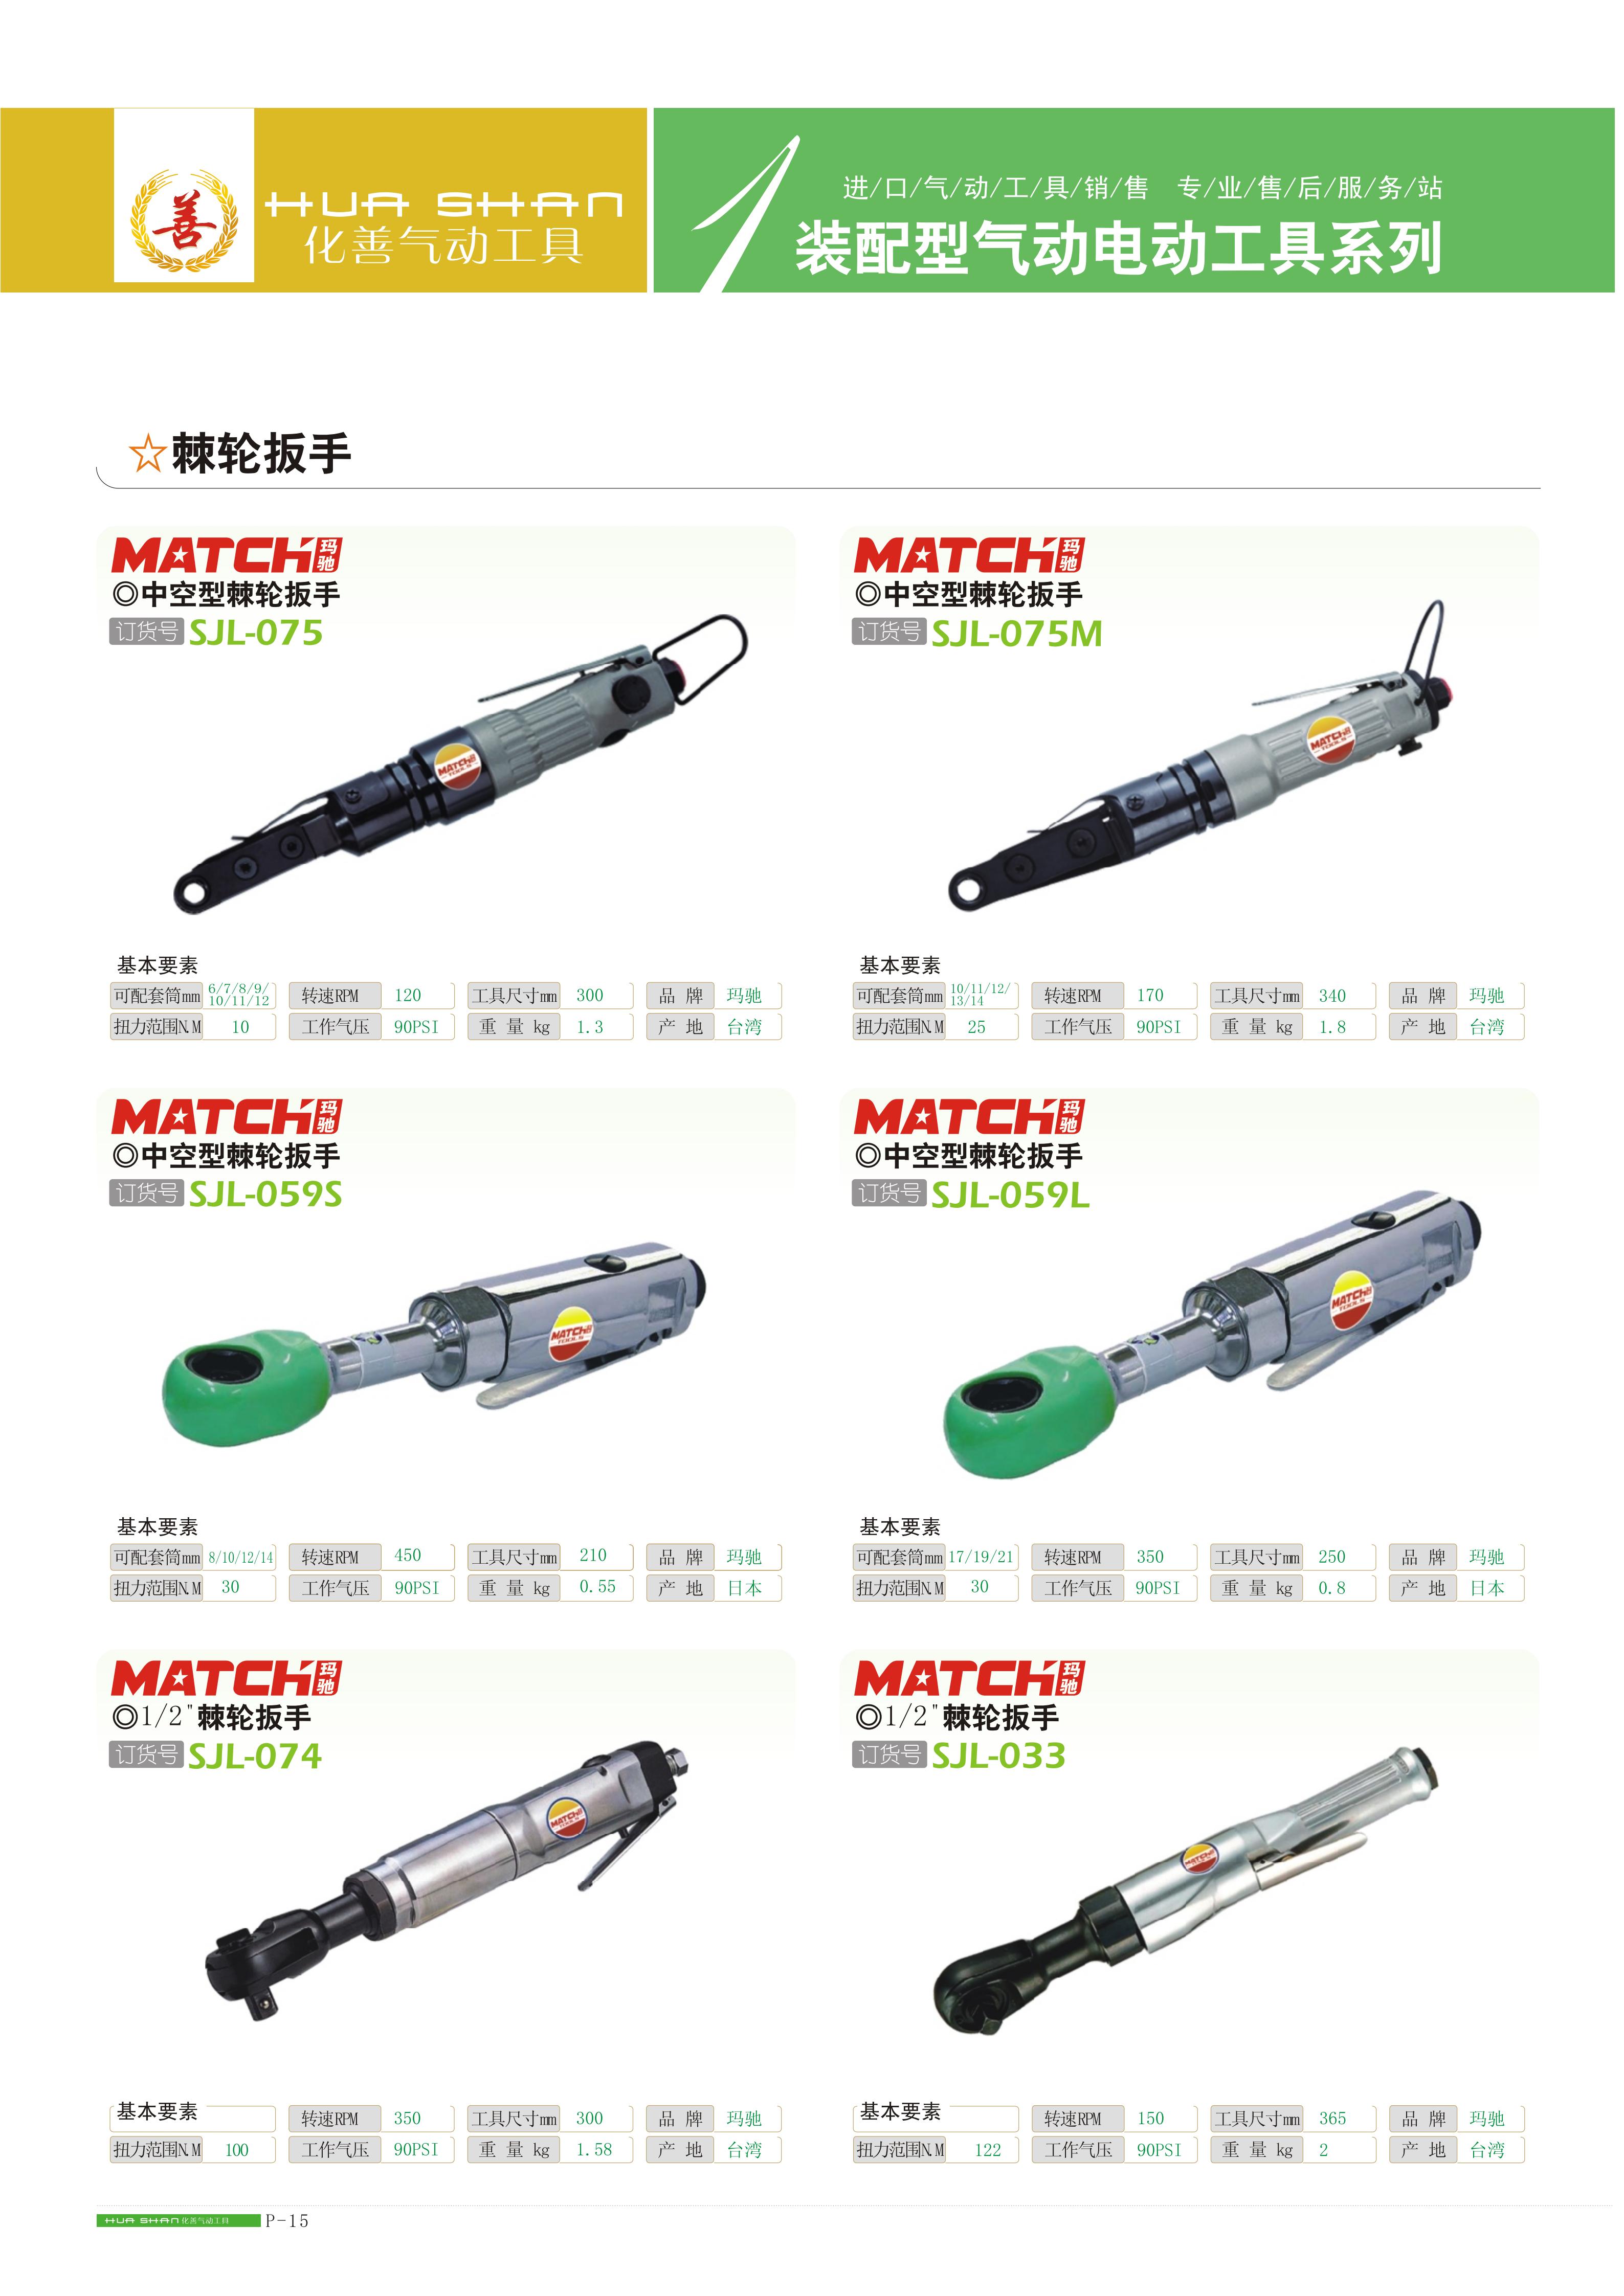 善
HUA SHAN
化善气动工具
1
进/口/气/动/工/具/销/售 专/业/售/后/服/务/站
装配型气动电动工具系列
☆棘轮扳手
MATCH玛驰
◎中空型棘轮扳手
订货号 SJL-075
MATCH
TOOLS
基本要素
可配套筒mm 6/7/8/9/
10/11/12
转速RPM 120 工具尺寸mm 300 品 牌 玛驰
扭力范围N.M 10 工作气压 90PSI 重 量 kg 1.3 产 地 台湾
MATCH玛驰
◎中空型棘轮扳手
订货号 SJL-075M
MATCH
TOOLS
基本要素
可配套筒mm 10/11/12/
13/14
转速RPM 170 工具尺寸mm 340 品 牌 玛驰
扭力范围N.M 25 工作气压 90PSI 重 量 kg 1.8 产 地 台湾
MATCH玛驰
◎中空型棘轮扳手
订货号 SJL-059S
MATCH
TOOLS
基本要素
可配套筒mm 8/10/12/14 转速RPM 450 工具尺寸mm 210 品 牌 玛驰
扭力范围N.M 30 工作气压 90PSI 重 量 kg 0.55 产 地 日本
MATCH玛驰
◎中空型棘轮扳手
订货号 SJL-059L
MATCH
TOOLS
基本要素
可配套筒mm 17/19/21 转速RPM 350 工具尺寸mm 250 品 牌 玛驰
扭力范围N.M 30 工作气压 90PSI 重 量 kg 0.8 产 地 日本
MATCH玛驰
◎1/2"棘轮扳手
订货号 SJL-074
MATCH
基本要素
转速RPM 350 工具尺寸mm 300 品 牌 玛驰
扭力范围N.M 100 工作气压 90PSI 重 量 kg 1.58 产 地 台湾
MATCH玛驰
◎1/2"棘轮扳手
订货号 SJL-033
MATCH
基本要素
转速RPM 150 工具尺寸mm 365 品 牌 玛驰
扭力范围N.M 122 工作气压 90PSI 重 量 kg 2 产 地 台湾
HUA SHAN 化善气动工具 P-15